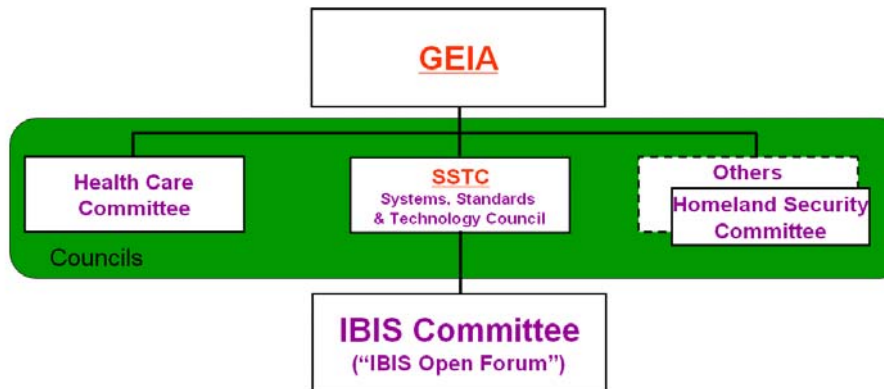 GEIA
Health Care
Committee
SSTC
Systems, Standards
& Technology Council
Others
Homeland Security
Committee
Councils
IBIS Committee
(“IBIS Open Forum”)